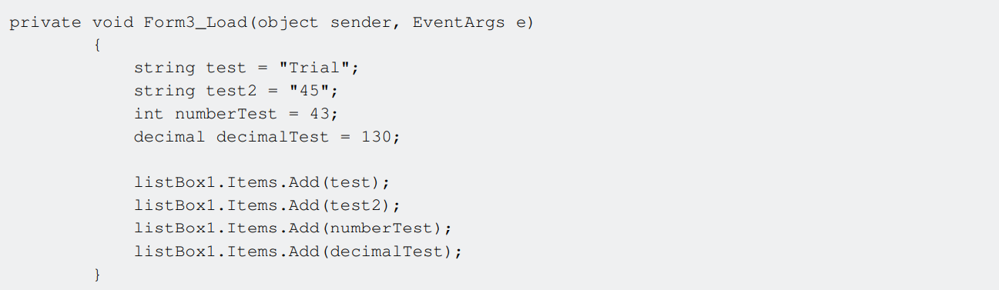 private void Form3_Load(object sender, EventArgs e)
{
string test = "Trial";
string test2 = "45";
int numberTest = 43;
decimal decimalTest = 130;
listBox1.Items.Add(test);
listBox1.Items.Add(test2);
listBox1.Items.Add(numberTest);
listBox1.Items.Add(decimalTest);
}